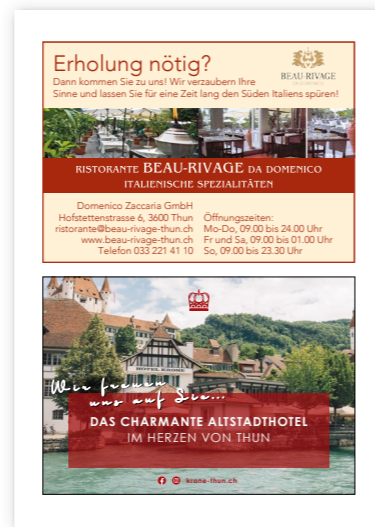 Erholung nötig?
Dann kommen Sie zu uns! Wir verzaubern Ihre
Sinne und lassen Sie für eine Zeit lang den Süden Italiens spüren!
BEAU-RIVAGE
RISTORANTE BEAU-RIVAGE DA DOMENICO
ITALIENISCHE SPEZIALITÄTEN
Domenico Zaccaria GmbH
Hofstettenstrasse 6, 3600 Thun
ristorante@beau-rivage-thun.ch
www.beau-rivage-thun.ch
Telefon 033 221 41 10
Öffnungszeiten:
Mo-Do, 09.00 bis 24.00 Uhr
Fr und Sa, 09.00 bis 01.00 Uhr
So, 09.00 bis 23.30 Uhr
HOTEL KRONE
Wir freuen
uns auf Sie...
DAS CHARMANTE ALTSTADTHOTEL
IM HERZEN VON THUN
krone-thun.ch